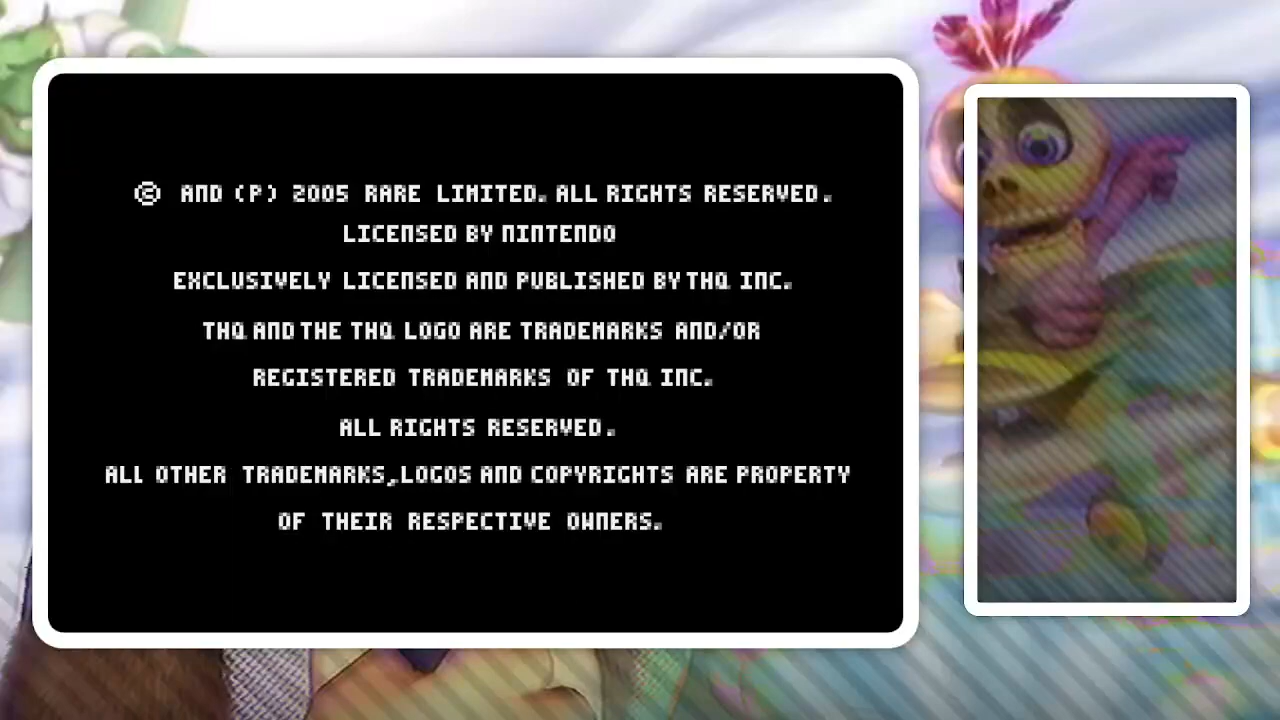 © AND (P) 2005 RARE LIMITED. ALL RIGHTS RESERVED.
LICENSED BY NINTENDO
EXCLUSIVELY LICENSED AND PUBLISHED BY THQ INC.
THQ AND THE THQ LOGO ARE TRADEMARKS AND/OR
REGISTERED TRADEMARKS OF THQ INC.
ALL RIGHTS RESERVED.
ALL OTHER TRADEMARKS,LOGOS AND COPYRIGHTS ARE PROPERTY
OF THEIR RESPECTIVE OWNERS.